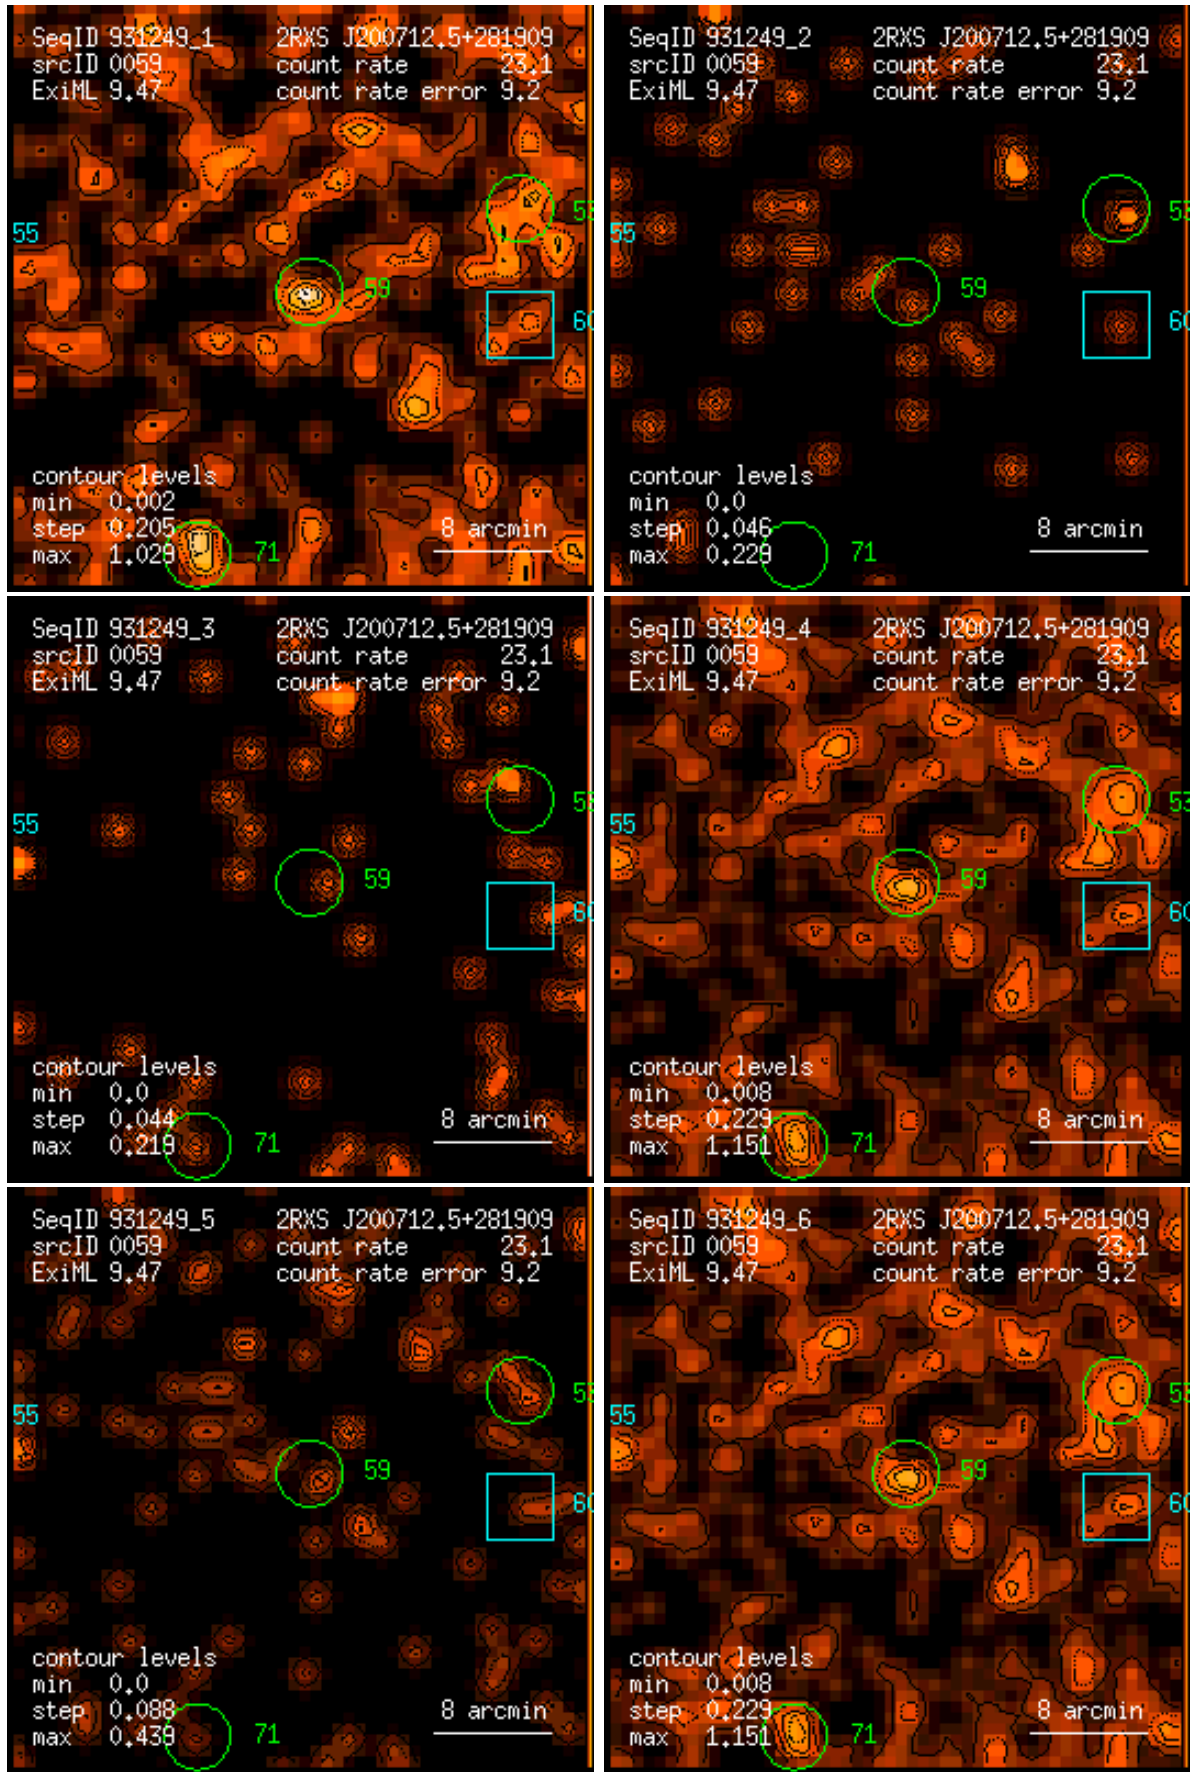 SeqID 931249_1 2RXS J200712.5+281909
srcID 0059 count rate 23.1
ExiML 9.47 count rate error 9.2
53
55
59
60
contour levels
min 0.002
step 0.205
max 1.028
8 arcmin
71
SeqID 931249_2 2RXS J200712.5+281909
srcID 0059 count rate 23.1
ExiML 9.47 count rate error 9.2
53
55
59
60
contour levels
min 0.0
step 0.046
max 0.229
8 arcmin
71
SeqID 931249_3 2RXS J200712.5+281909
srcID 0059 count rate 23.1
ExiML 9.47 count rate error 9.2
53
55
59
60
contour levels
min 0.0
step 0.044
max 0.218
8 arcmin
71
SeqID 931249_4 2RXS J200712.5+281909
srcID 0059 count rate 23.1
ExiML 9.47 count rate error 9.2
53
55
59
60
contour levels
min 0.008
step 0.229
max 1.151
8 arcmin
71
SeqID 931249_5 2RXS J200712.5+281909
srcID 0059 count rate 23.1
ExiML 9.47 count rate error 9.2
53
55
59
60
contour levels
min 0.0
step 0.088
max 0.439
8 arcmin
71
SeqID 931249_6 2RXS J200712.5+281909
srcID 0059 count rate 23.1
ExiML 9.47 count rate error 9.2
53
55
59
60
contour levels
min 0.008
step 0.229
max 1.151
8 arcmin
71